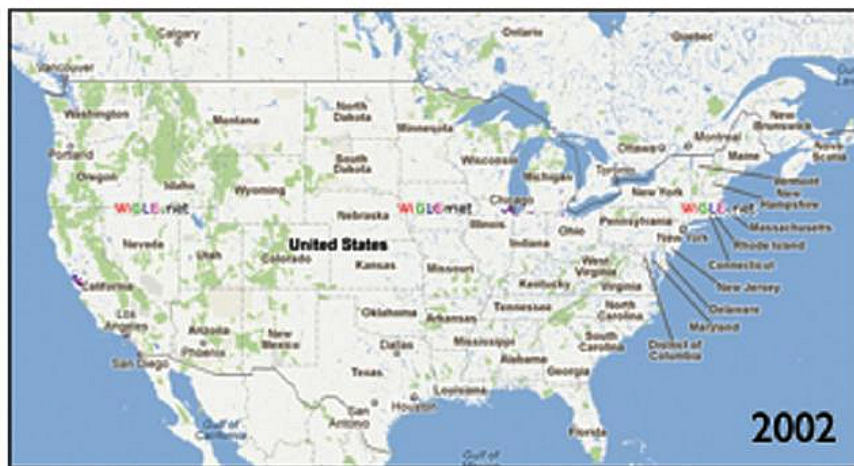 Calgary
Ontario
Quebec
Vancouver
Washington
Montana
North
Dakota
Minnesota
Ottawa
Montreal
New
Brunswick
Nova
Scotia
Maine
Portland
Oregon
Idaho
Wyoming
South
Dakota
Wisconsin
Michigan
Toronto
Vermont
New
Hampshire
New York
WiGLE.net
WiGLE.net
WiGLE.net
Chicago
Nebraska
Illinois
Indiana
Ohio
Pennsylvania
Massachusetts
New York
Rhode Island
Connecticut
Nevada
Utah
United States
Colorado
Kansas
Missouri
West
Virginia
Kentucky
Virginia
New Jersey
Delaware
Maryland
District of
Columbia
California
Los
Angeles
San Diego
Arizona
Phoenix
New
Mexico
Oklahoma
Arkansas
Tennessee
North
Carolina
South
Carolina
Dallas
Mississippi
Alabama
Georgia
Texas
Louisiana
San
Antonio
Houston
Florida
Gulf of
California
Gulf of
2002